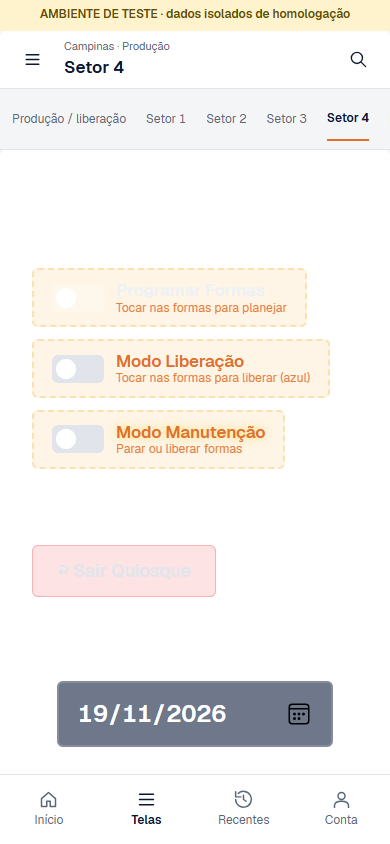 AMBIENTE DE TESTE · dados isolados de homologação
Campinas · Produção
Setor 4
Produção / liberação Setor 1 Setor 2 Setor 3 Setor 4
Programar Formas
Tocar nas formas para planejar
Modo Liberação
Tocar nas formas para liberar (azul)
Modo Manutenção
Parar ou liberar formas
Sair Quiosque
19/11/2026
Início Telas Recentes Conta